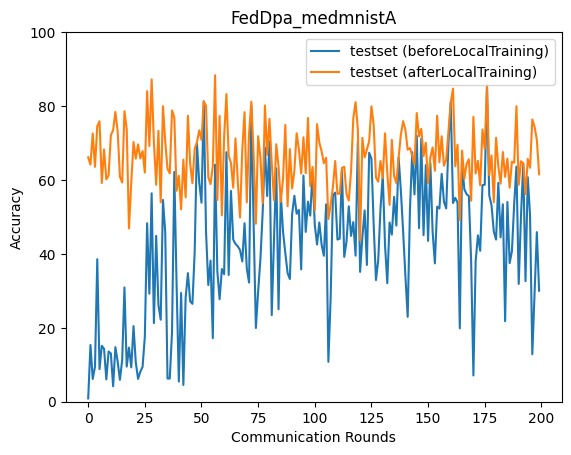 FedDpa_medmnistA
testset (beforeLocalTraining)
testset (afterLocalTraining)
Accuracy
100
80
60
40
20
0
0 25 50 75 100 125 150 175 200
Communication Rounds